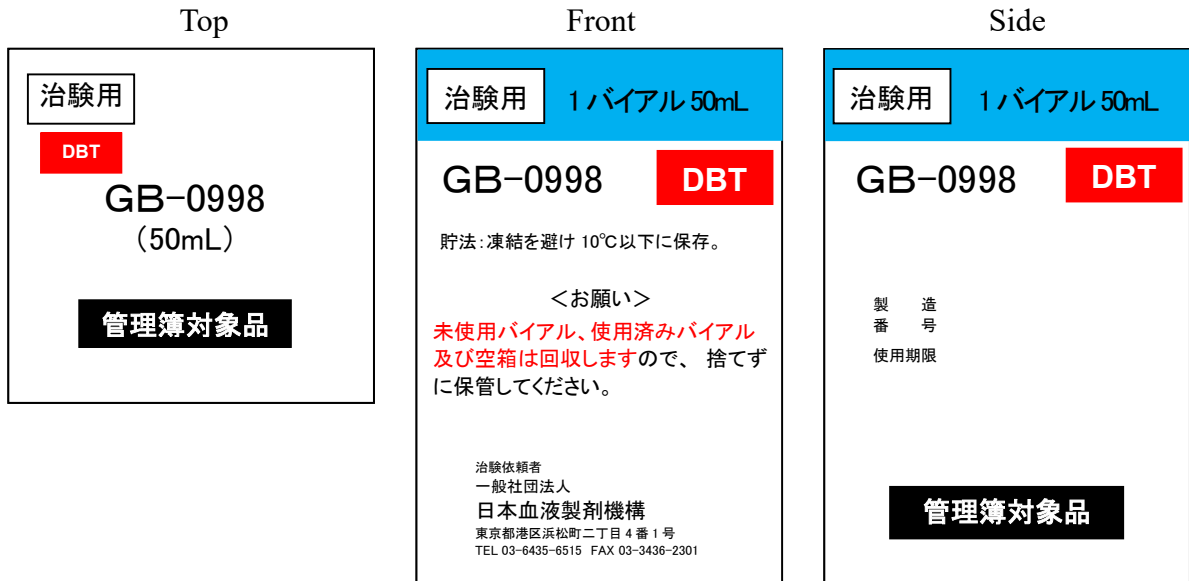 Top
治験用
DBT
GB-0998
(50mL)
管理簿対象品
Front
治験用 1バイアル 50mL
GB-0998 DBT
貯法:凍結を避け 10℃以下に保存。
＜お願い＞
未使用バイアル、使用済みバイアル
及び空箱は回収しますので、 捨てず
に保管してください。
治験依頼者
一般社団法人
日本血液製剤機構
東京都港区浜松町二丁目 4 番 1 号
TEL 03-6435-6515 FAX 03-3436-2301
Side
治験用 1バイアル 50mL
GB-0998 DBT
製 造
番 号
使用期限
管理簿対象品